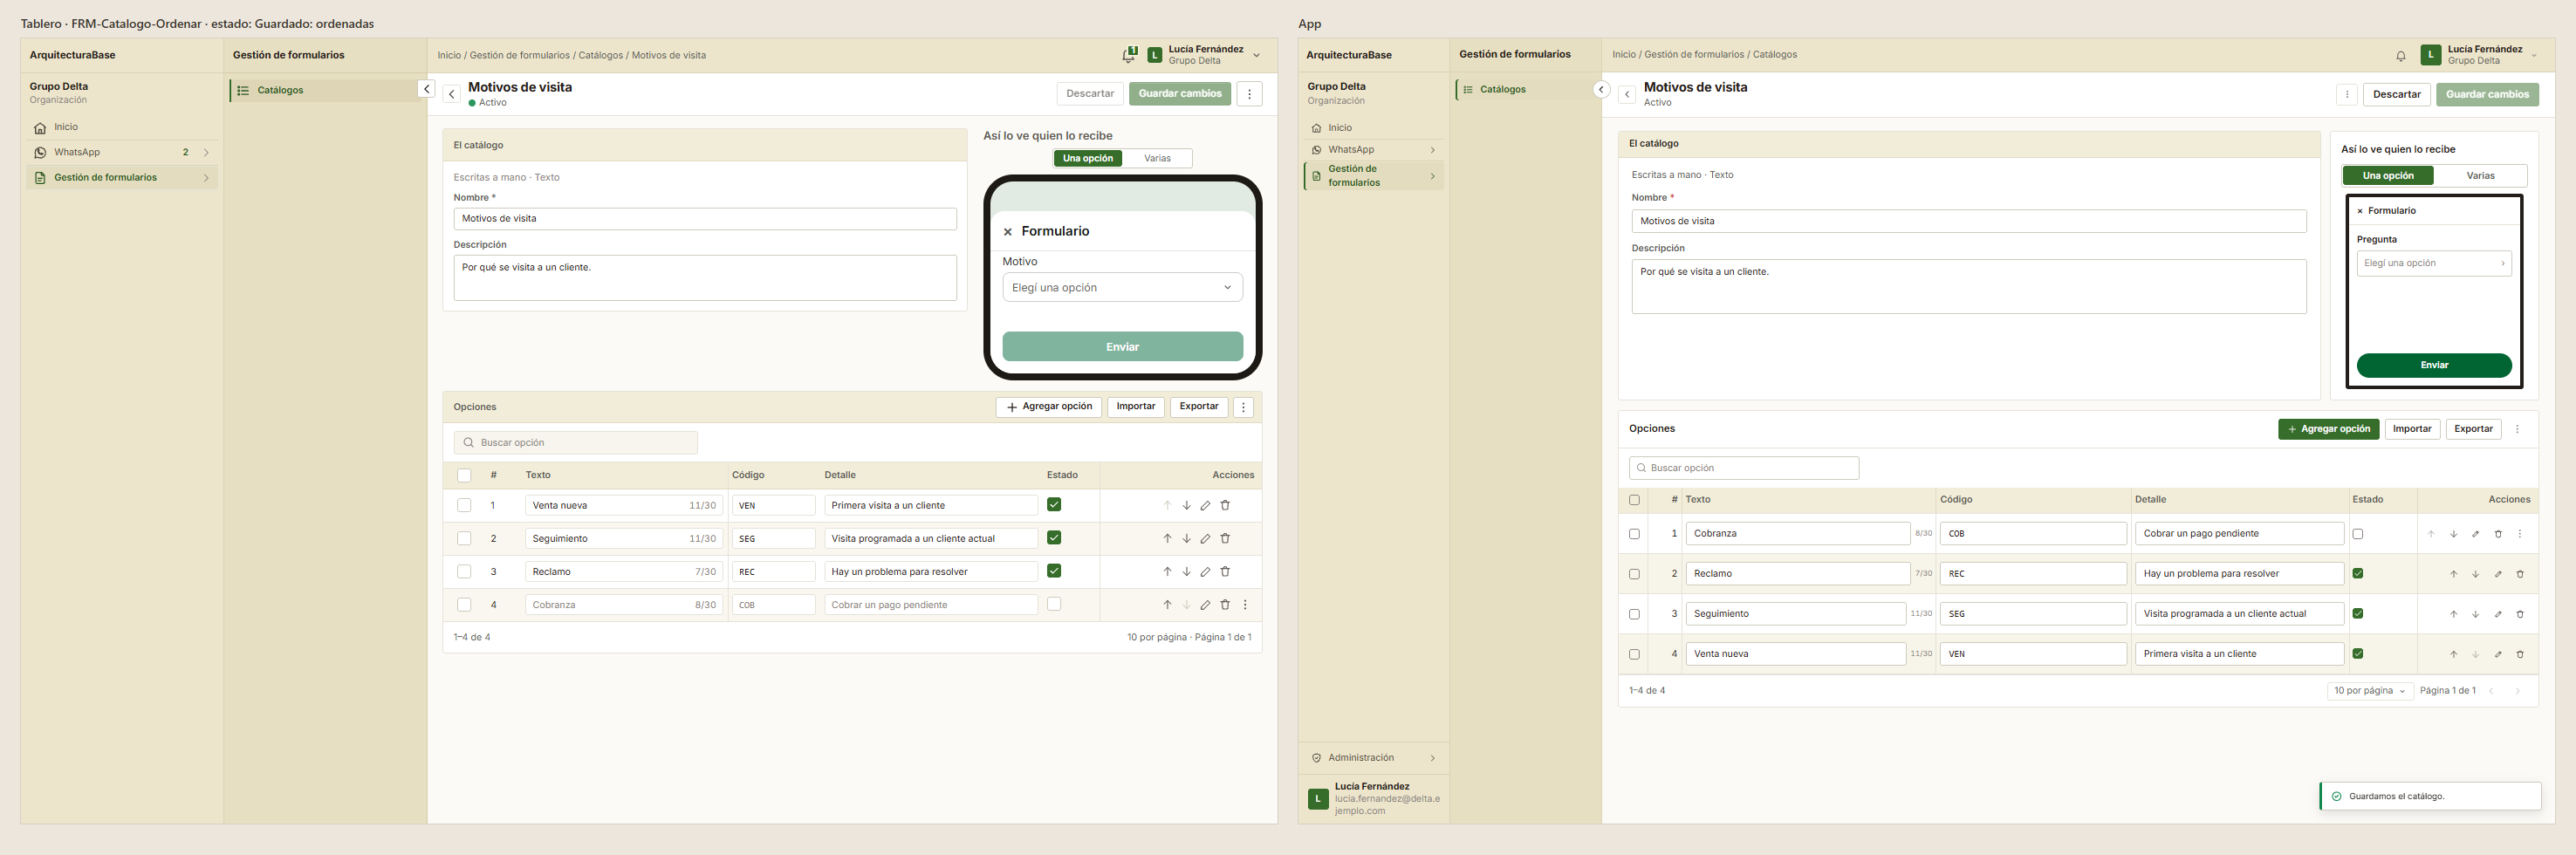 Tablero · FRM-Catalogo-Ordenar · estado: Guardado: ordenadas
ArquitecturaBase
Gestión de formularios
Inicio / Gestión de formularios / Catálogos / Motivos de visita
1
L
Lucía Fernández
Grupo Delta
Grupo Delta
Organización
Inicio
WhatsApp 2
Gestión de formularios
Catálogos
Motivos de visita
Activo
Descartar
Guardar cambios
El catálogo
Escritas a mano · Texto
Nombre *
Motivos de visita
Descripción
Por qué se visita a un cliente.
Así lo ve quien lo recibe
Una opción
Varias
× Formulario
Motivo
Elegí una opción
Enviar
Opciones
+ Agregar opción
Importar
Exportar
Buscar opción
# Texto Código Detalle Estado Acciones
1 Venta nueva 11/30 VEN Primera visita a un cliente
2 Seguimiento 11/30 SEG Visita programada a un cliente actual
3 Reclamo 7/30 REC Hay un problema para resolver
4 Cobranza 8/30 COB Cobrar un pago pendiente
1–4 de 4
10 por página · Página 1 de 1
App
ArquitecturaBase
Gestión de formularios
Inicio / Gestión de formularios / Catálogos
L
Lucía Fernández
Grupo Delta
Grupo Delta
Organización
Inicio
WhatsApp
Gestión de
formularios
Catálogos
Motivos de visita
Activo
Descartar
Guardar cambios
El catálogo
Escritas a mano · Texto
Nombre *
Motivos de visita
Descripción
Por qué se visita a un cliente.
Así lo ve quien lo recibe
Una opción
Varias
× Formulario
Pregunta
Elegí una opción
Enviar
Opciones
+ Agregar opción
Importar
Exportar
Buscar opción
# Texto Código Detalle Estado Acciones
1 Cobranza 8/30 COB Cobrar un pago pendiente
2 Reclamo 7/30 REC Hay un problema para resolver
3 Seguimiento 11/30 SEG Visita programada a un cliente actual
4 Venta nueva 11/30 VEN Primera visita a un cliente
1–4 de 4
10 por página
Página 1 de 1
Administración
L
Lucía Fernández
lucia.fernandez@delta.e
jemplo.com
Guardamos el catálogo.